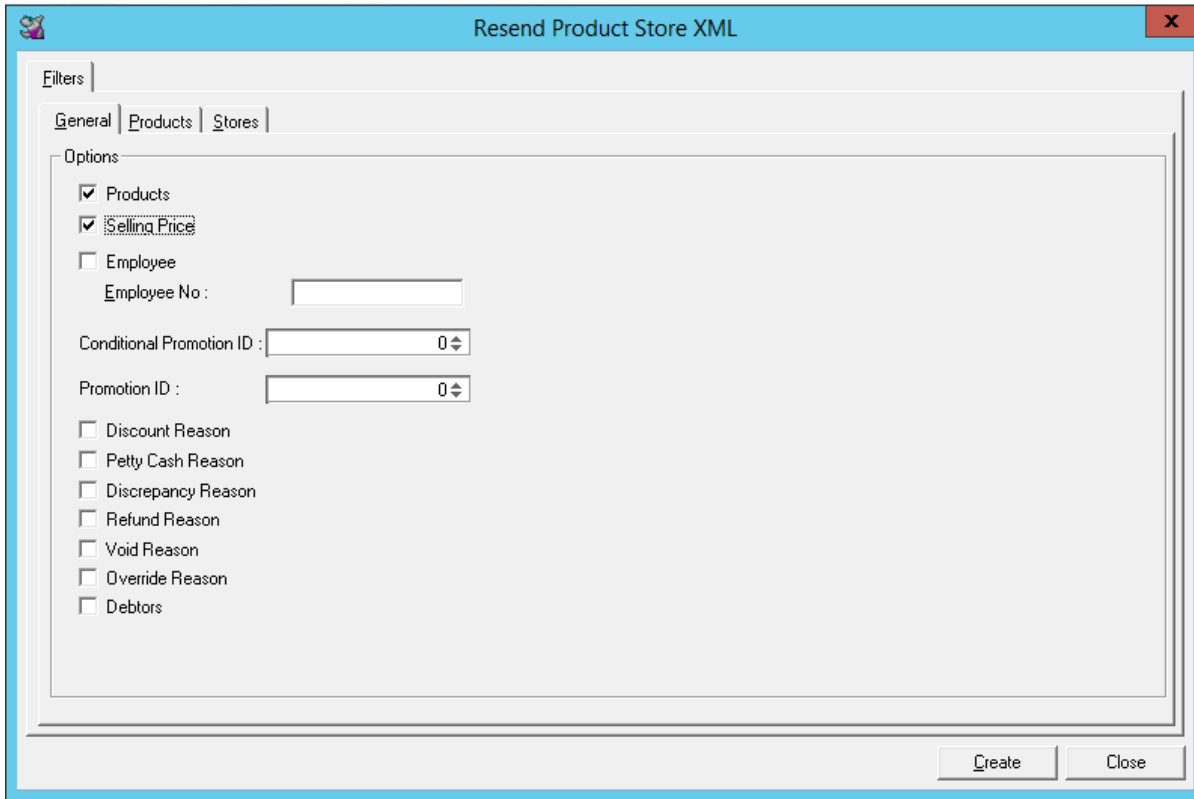 Resend Product Store XML
x
Filters
General Products Stores
Options
Products
Selling Price
Employee
Employee No :
Conditional Promotion ID : 0
Promotion ID : 0
Discount Reason
Petty Cash Reason
Discrepancy Reason
Refund Reason
Void Reason
Override Reason
Debtors
Create Close